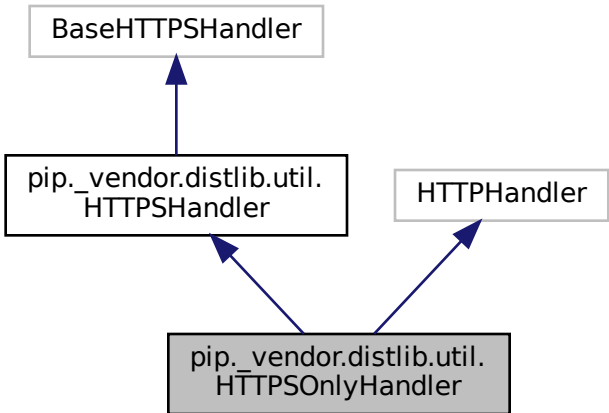 BaseHTTPSHandler
pip._vendor.distlib.util.
HTTPSHandler
HTTPHandler
pip._vendor.distlib.util.
HTTPSOnlyHandler